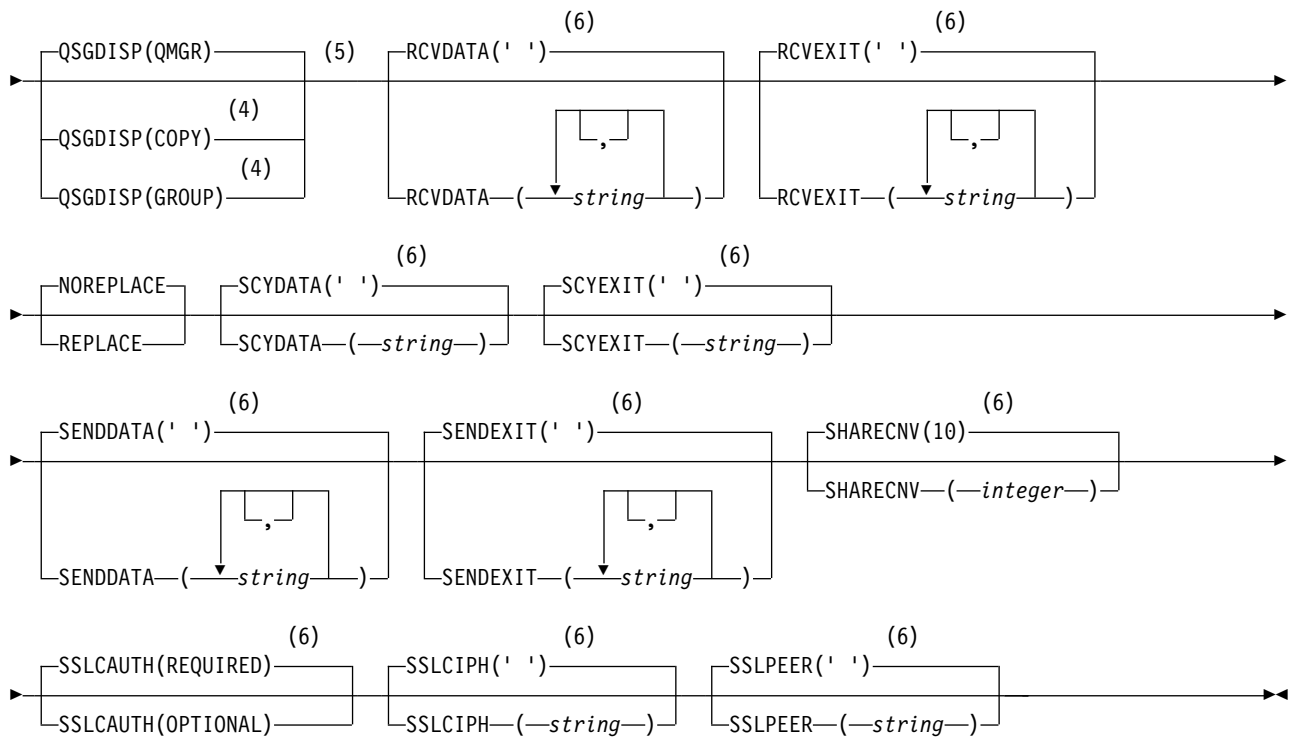 (6) (6)
QSGDISP(QMGR) (5) RCVDATA(' ') RCVEXIT(' ')
(4)
QSGDISP(COPY) , ,
(4)
QSGDISP(GROUP) RCVDATA ( string ) RCVEXIT ( string )
(6) (6)
NOREPLACE SCYDATA(' ') SCYEXIT(' ')
REPLACE SCYDATA ( string ) SCYEXIT ( string )
(6) (6) (6)
SENDDATA(' ') SENDEXIT(' ') SHARECNV(10)
SHARECNV ( integer )
, ,
SENDDATA ( string ) SENDEXIT ( string )
(6) (6) (6)
SSLCAUTH(REQUIRED) SSLCIPH(' ') SSLPEER(' ')
SSLCAUTH(OPTIONAL) SSLCIPH ( string ) SSLPEER ( string )